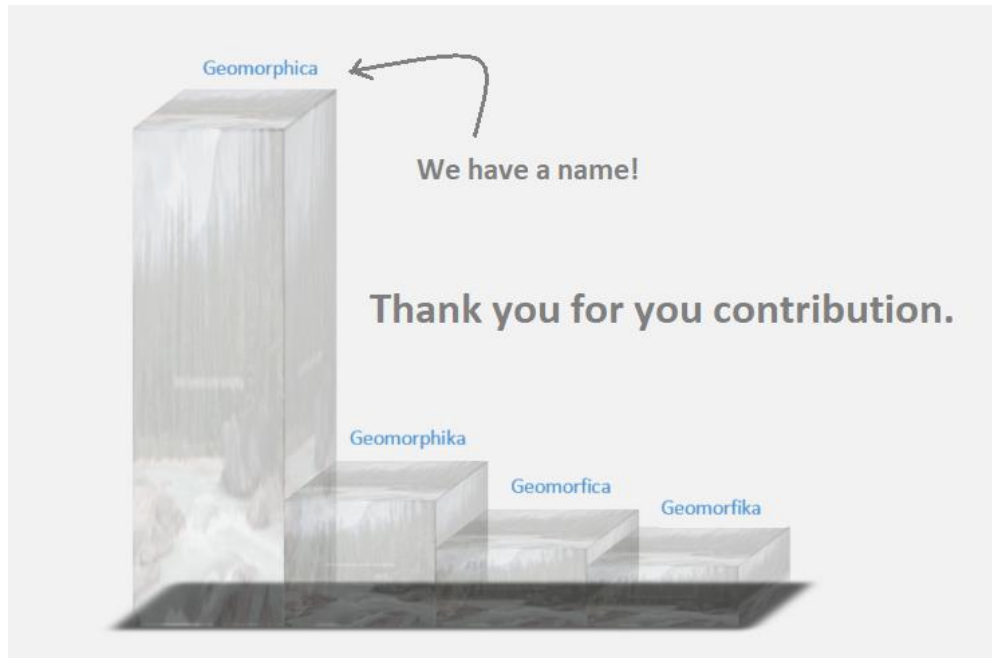 Geomorphica
We have a name!
Thank you for you contribution.
Geomorphika
Geomorfica
Geomorfika